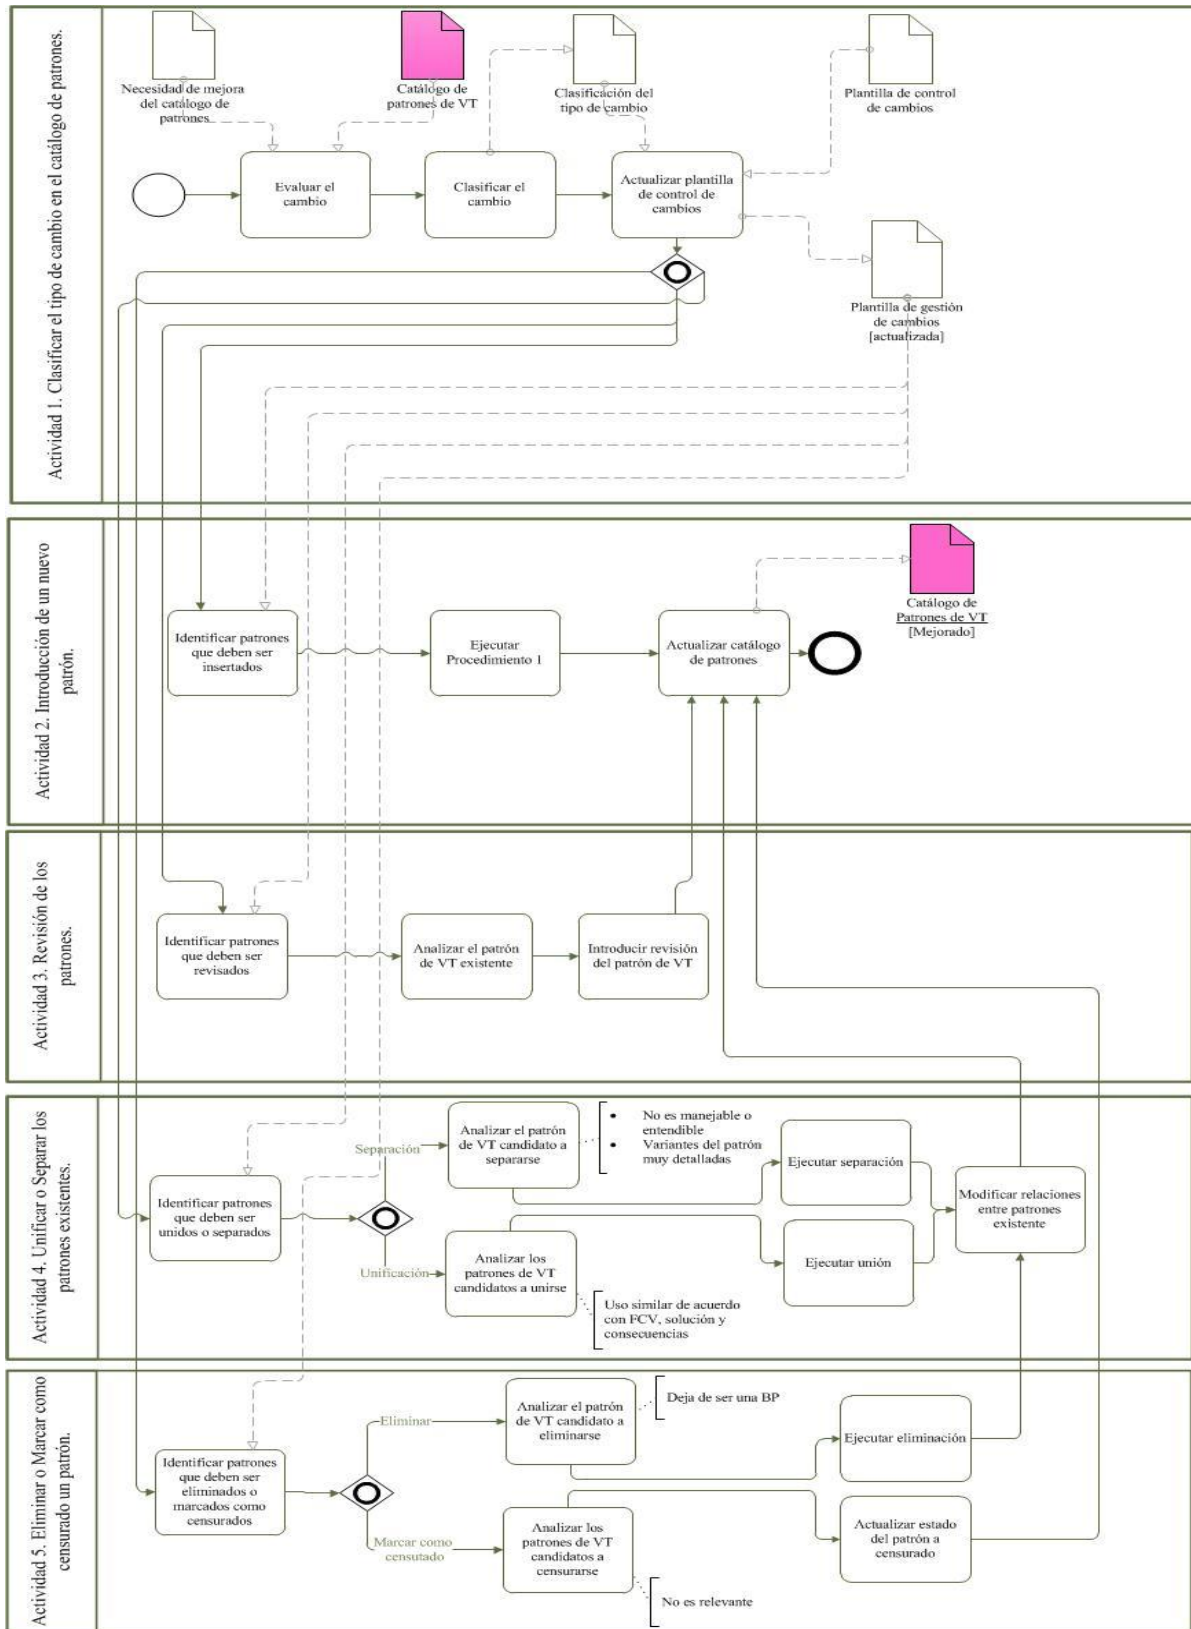 Actividad 1. Clasificar el tipo de cambio en el catálogo de patrones.
Necesidad de mejora
del catálogo de
patrones
Catálogo de
patrones de VT
Clasificación del
tipo de cambio
Plantilla de control
de cambios
Evaluar el
cambio
Clasificar el
cambio
Actualizar plantilla
de control de
cambios
Plantilla de gestión
de cambios
[actualizada]
Actividad 2. Introducción de un nuevo
patrón.
Catálogo de
Patrones de VT
[Mejorado]
Identificar patrones
que deben ser
insertados
Ejecutar
Procedimiento 1
Actualizar catálogo
de patrones
Actividad 3. Revisión de los
patrones.
Identificar patrones
que deben ser
revisados
Analizar el patrón
de VT existente
Introducir revisión
del patrón de VT
Actividad 4. Unificar o Separar los
patrones existentes.
Identificar patrones
que deben ser
unidos o separados
Separación
Analizar el patrón
de VT candidato a
separarse
• No es manejable o
entendible
• Variantes del patrón
muy detalladas
Ejecutar separación
Modificar relaciones
entre patrones
existente
Unificación
Analizar los
patrones de VT
candidatos a unirse
Ejecutar unión
Uso similar de acuerdo
con FCV, solución y
consecuencias
Actividad 5. Eliminar o Marcar como
censurado un patrón.
Identificar patrones
que deben ser
eliminados o
marcados como
censurados
Eliminar
Analizar el patrón
de VT candidato a
eliminarse
Deja de ser una BP
Ejecutar eliminación
Marcar como
censutado
Analizar los
patrones de VT
candidatos a
censurarse
Actualizar estado
del patrón a
censurado
No es relevante